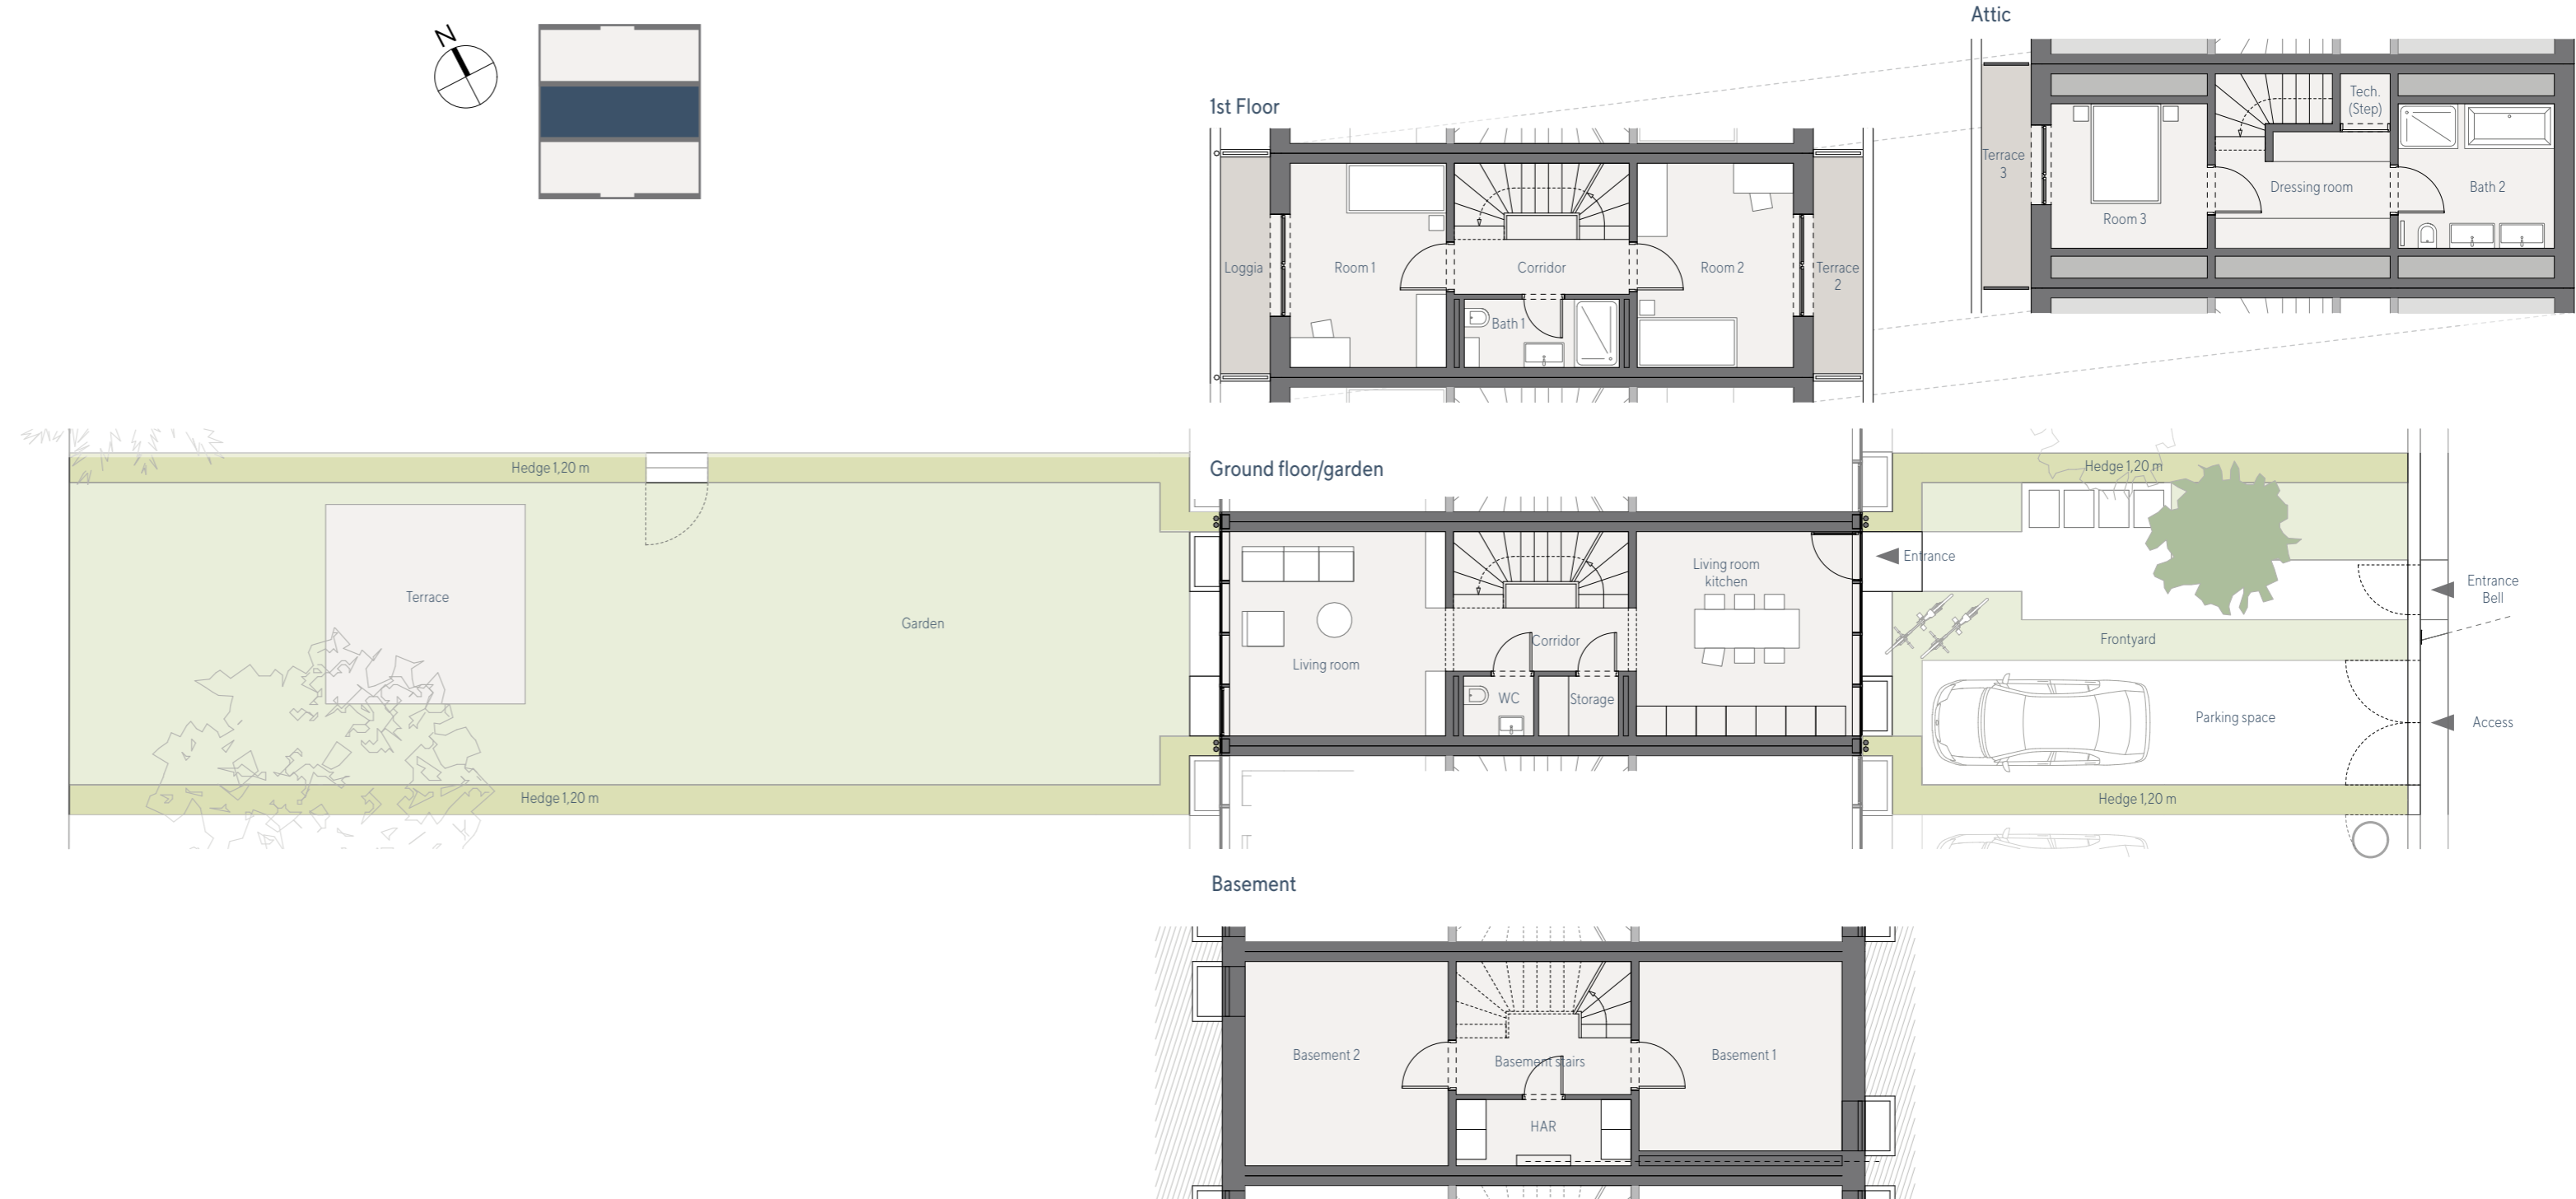 N
Attic
Tech.
(Step)
Terrace
3
Room 3
Dressing room
Bath 2
1st Floor
Loggia
Room 1
Corridor
Room 2
Terrace
2
Bath 1
Ground floor/garden
Hedge 1,20 m
Hedge 1,20 m
Terrace
Garden
Living room
Corridor
WC
Storage
Living room
kitchen
Entrance
Entrance
Bell
Frontyard
Parking space
Access
Hedge 1,20 m
Hedge 1,20 m
Basement
Basement 2
Basement stairs
Basement 1
HAR